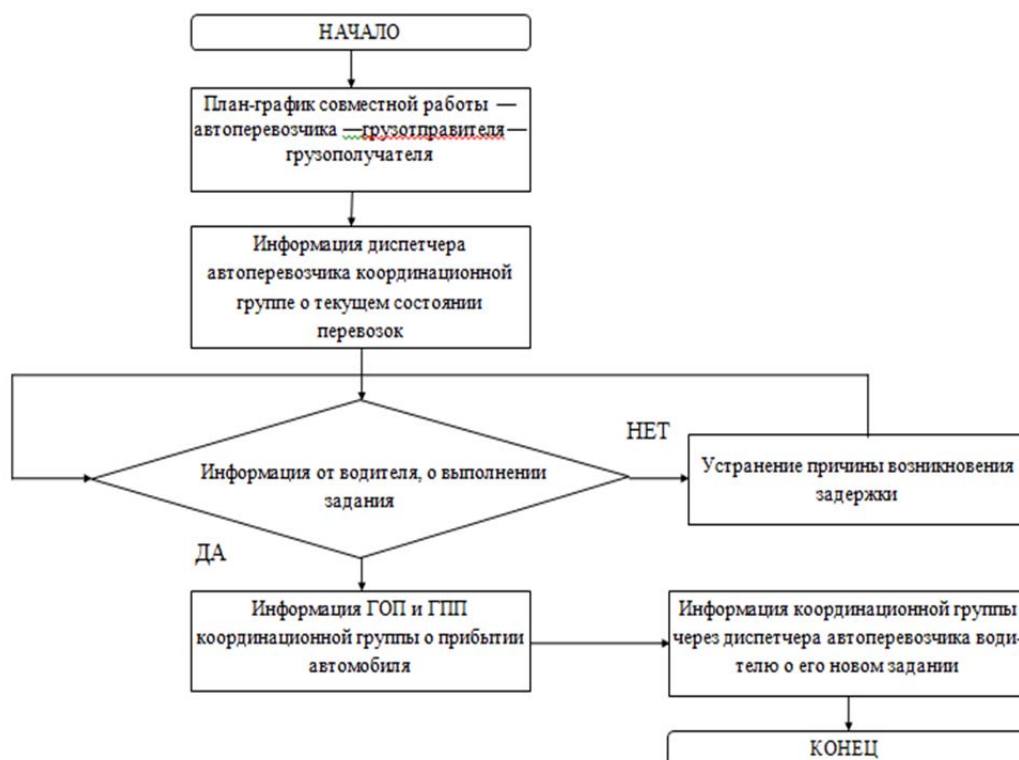 НАЧАЛО
План-график совместной работы —
автоперевозчика —грузотправителя—
грузополучателя
Информация диспетчера
автоперевозчика координационной
группе о текущем состоянии
перевозок
НЕТ
Информация от водителя, о выполнении
задания
Устранение причины возникновения
задержки
ДА
Информация ГОП и ГПП
координационной группы о прибытии
автомобиля
Информация координационной группы
через диспетчера автоперевозчика води-
телю о его новом задании
КОНЕЦ